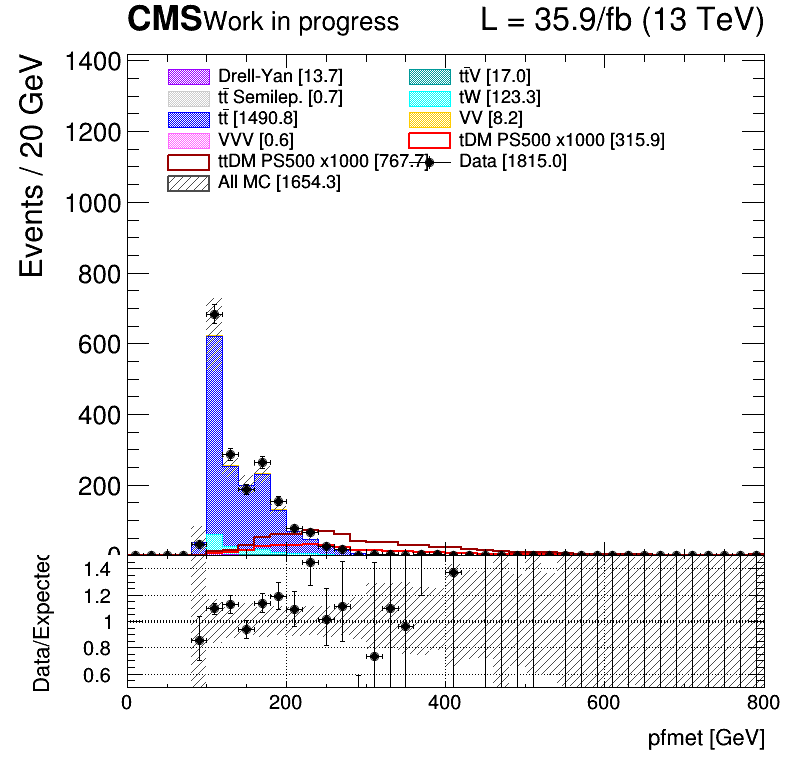 CMS Work in progress L = 35.9/fb (13 TeV)
Events / 20 GeV
1400
1200
1000
800
600
400
200
0
Drell-Yan [13.7] tt̄V [17.0]
tt̄ Semilep. [0.7] tW [123.3]
tt̄ [1490.8] VV [8.2]
VVV [0.6] tDM PS500 x1000 [315.9]
ttDM PS500 x1000 [767.7] Data [1815.0]
All MC [1654.3]
Data/Expected
1.4
1.2
1
0.8
0.6
0 200 400 600 800
pfmet [GeV]